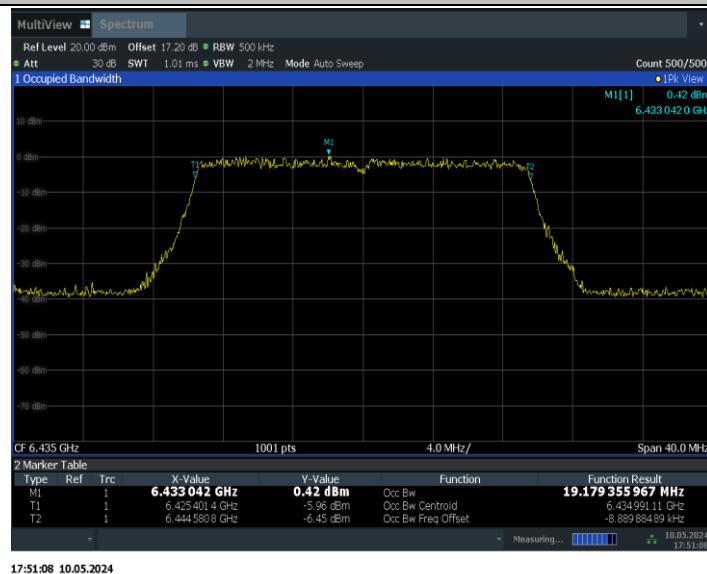 MultiView Spectrum
Ref Level 20.00 dBm Offset 17.20 dB RBW 500 kHz
Att 30 dB SWT 1.01 ms VBW 2 MHz Mode Auto Sweep Count 500/500
1 Occupied Bandwidth 1Pk View
M1[1] 0.42 dBm
6.433 042 0 GHz
10 dBm
M1
0 dBm
T1 T2
-10 dBm
-20 dBm
-30 dBm
-40 dBm
-50 dBm
-60 dBm
-70 dBm
CF 6.435 GHz 1001 pts 4.0 MHz/ Span 40.0 MHz
2 Marker Table
Type Ref Trc X-Value Y-Value Function Function Result
M1 1 6.433 042 GHz 0.42 dBm Occ Bw 19.179 355 967 MHz
T1 1 6.425 401 4 GHz -5.96 dBm Occ Bw Centroid 6.434 991 11 GHz
T2 1 6.444 580 8 GHz -6.45 dBm Occ Bw Freq Offset -8.889 884 89 kHz
Measuring... 10.05.2024
17:51:08
17:51:08 10.05.2024